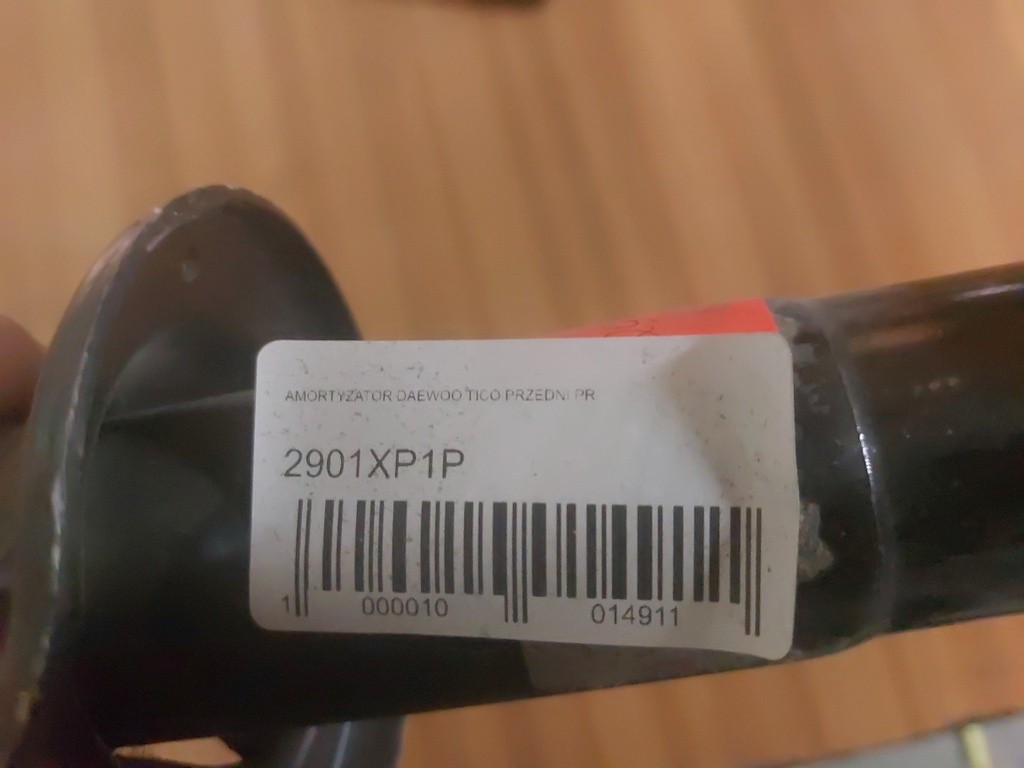 AMORTYZATOR DAEWOO TICO PRZEDNI PR
2901XP1P
1 000010 014911